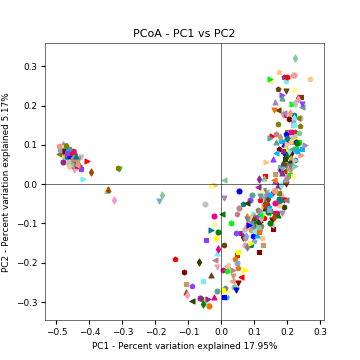 PCoA - PC1 vs PC2
PC2 - Percent variation explained 5.17%
0.3
0.2
0.1
0.0
−0.1
−0.2
−0.3
−0.5 −0.4 −0.3 −0.2 −0.1 0.0 0.1 0.2 0.3
PC1 - Percent variation explained 17.95%